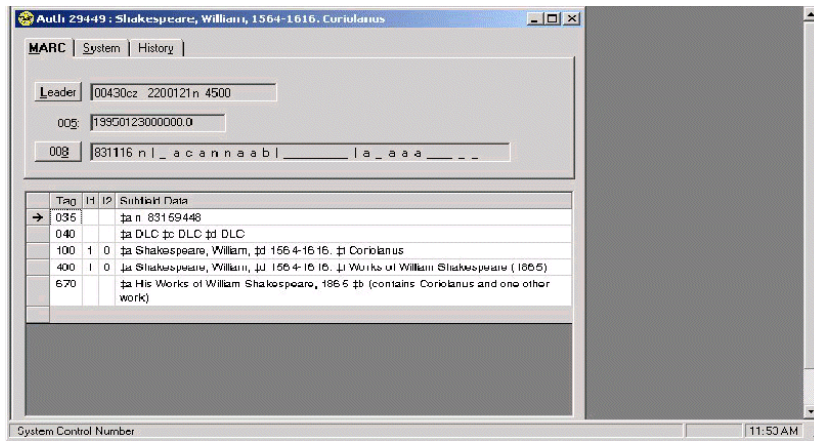 Auth 29449 : Shakespeare, William, 1564-1616. Coriolanus
MARC System History
Leader 00430cz 2200121n 4500
005: 19950123000000.0
008 831116 n | _ a c a n n a a b | _________ | a _ a a a ___ _ _
Tag I1 I2 Subfield Data
035 ‡a n 83159448
040 ‡a DLC ‡c DLC ‡d DLC
100 1 0 ‡a Shakespeare, William, ‡d 1564-1616. ‡t Coriolanus
400 1 0 ‡a Shakespeare, William, ‡d 1564-1616. ‡t Works of William Shakespeare (1865)
670 ‡a His Works of William Shakespeare, 1865 ‡b (contains Coriolanus and one other
work)
System Control Number 11:53 AM